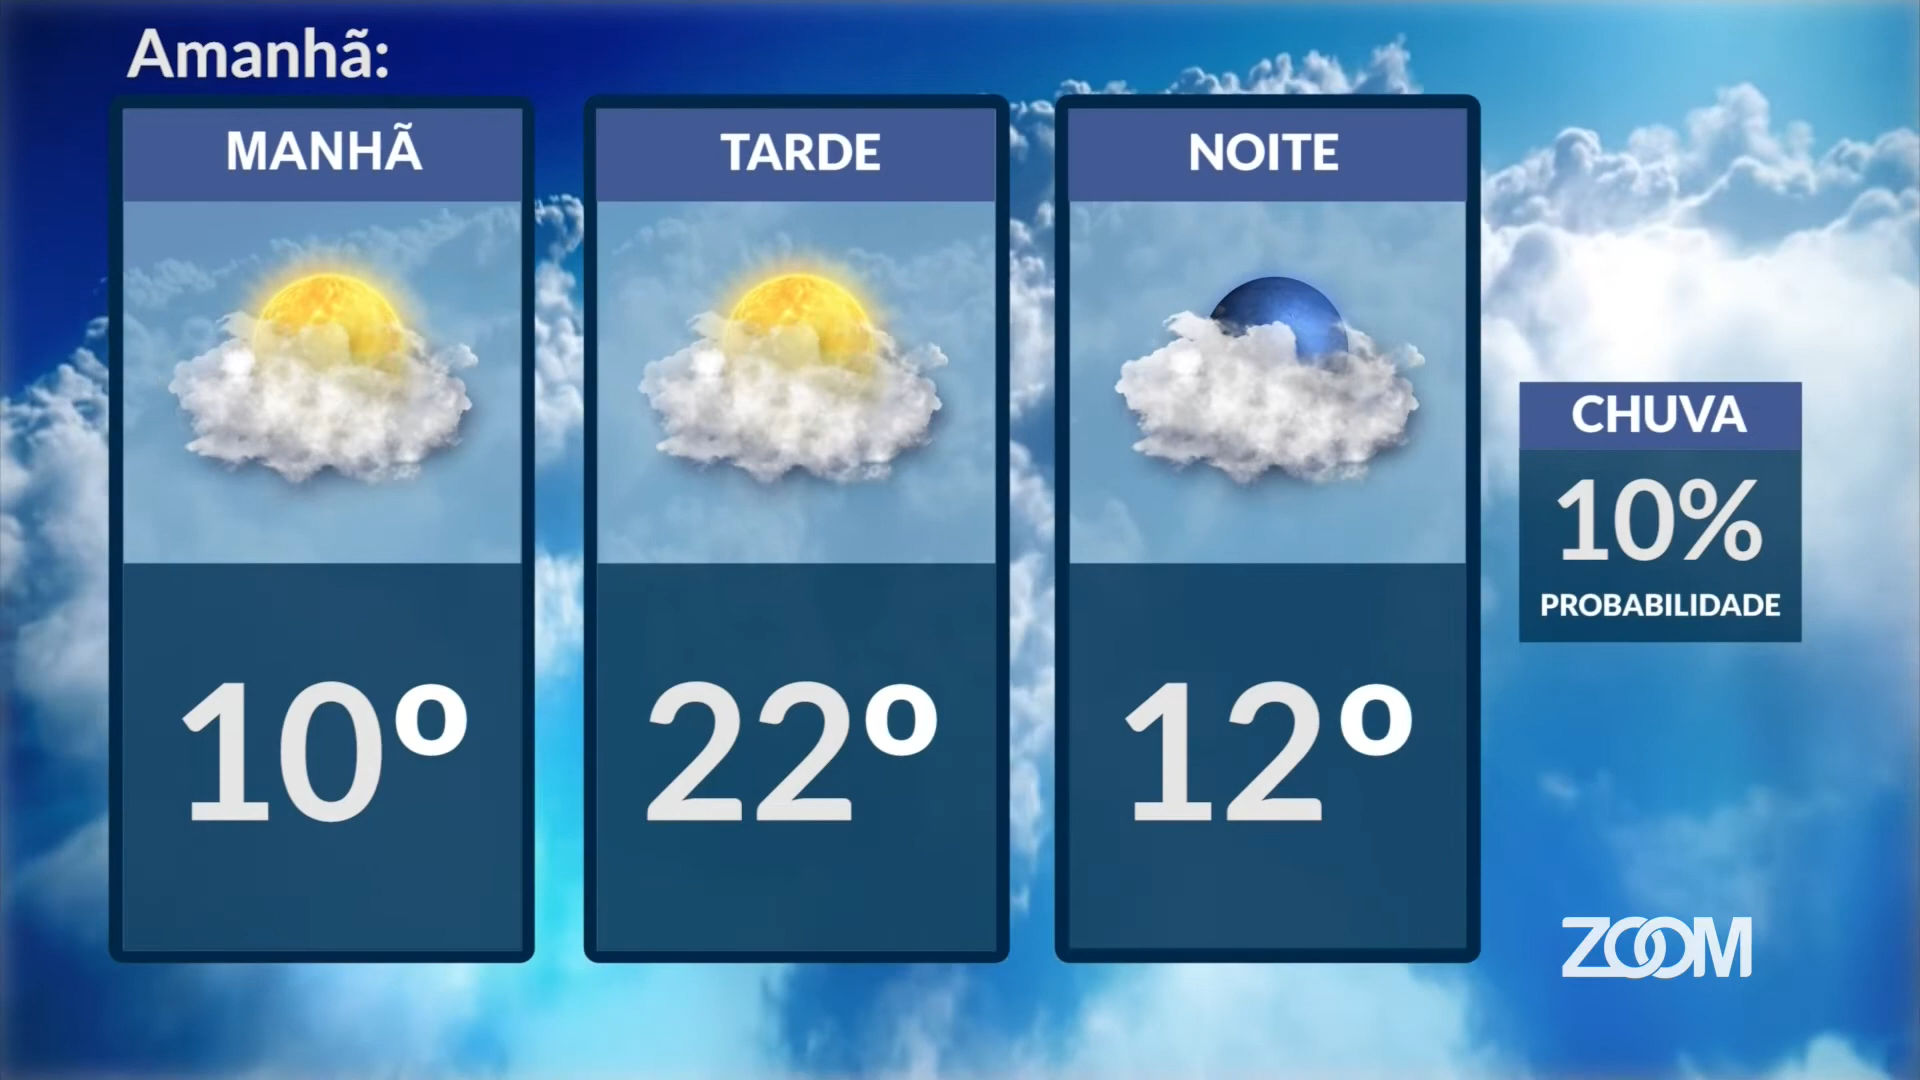 Amanhã:
MANHÃ
10º
TARDE
22º
NOITE
12º
CHUVA
10%
PROBABILIDADE
ZOOM